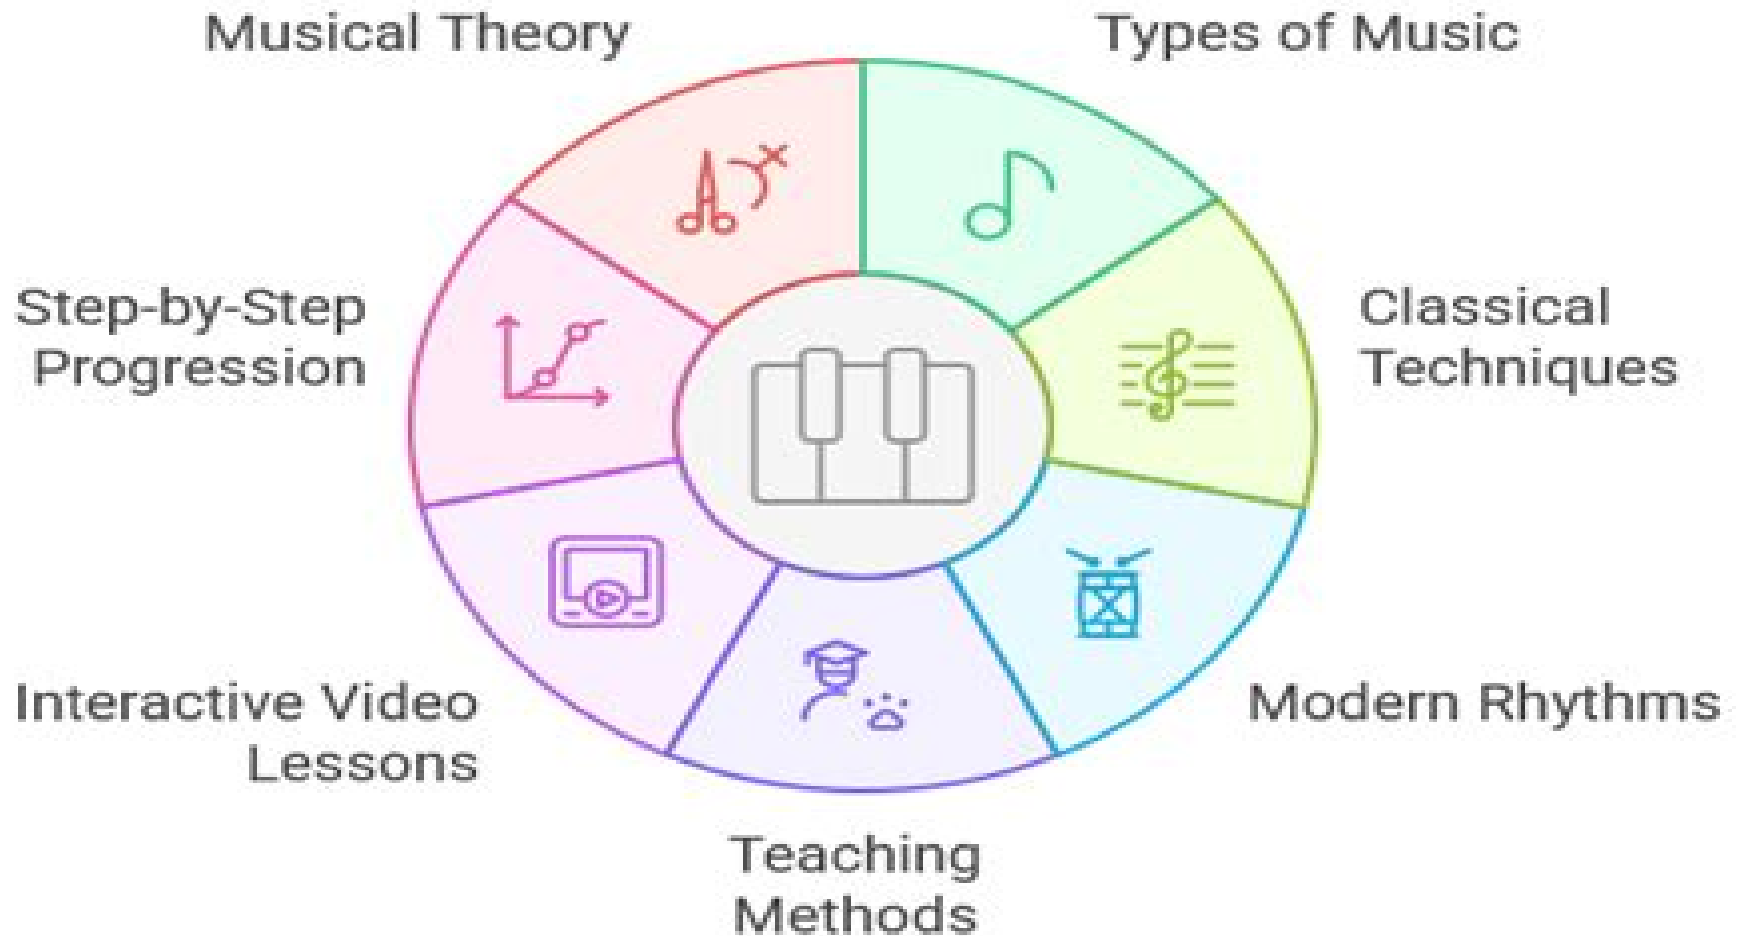 Musical Theory
Types of Music
Step-by-Step
Progression
Classical
Techniques
Interactive Video
Lessons
Modern Rhythms
Teaching
Methods